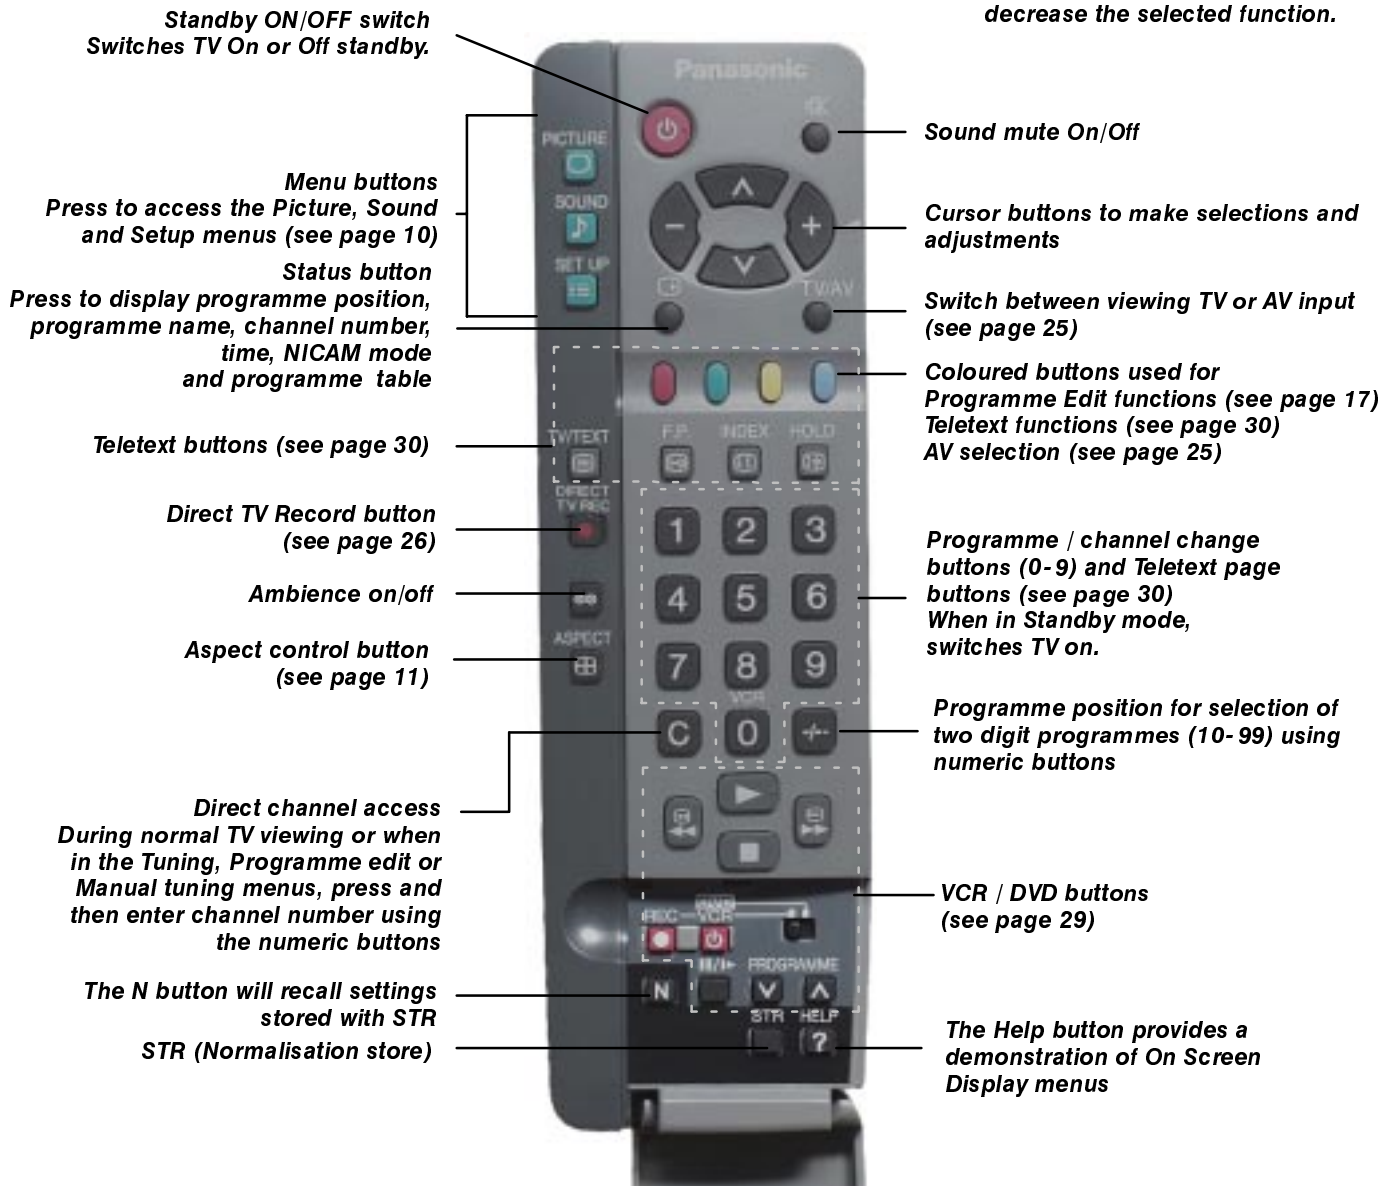 decrease the selected function.
Standby ON/OFF switch
Switches TV On or Off standby.
Menu buttons
Press to access the Picture, Sound
and Setup menus (see page 10)
Status button
Press to display programme position,
programme name, channel number,
time, NICAM mode
and programme table
Teletext buttons (see page 30)
Direct TV Record button
(see page 26)
Ambience on/off
Aspect control button
(see page 11)
Direct channel access
During normal TV viewing or when
in the Tuning, Programme edit or
Manual tuning menus, press and
then enter channel number using
the numeric buttons
The N button will recall settings
stored with STR
STR (Normalisation store)
Panasonic
PICTURE
SOUND
SET UP
TV/AV
TV/TEXT
F.P.
INDEX
HOLD
DIRECT
TV REC
1
2
3
4
5
6
ASPECT
7
8
9
VCR
C
0
-/--
REC
VCR
PROGRAMME
N
STR
HELP
?
Sound mute On/Off
Cursor buttons to make selections and
adjustments
Switch between viewing TV or AV input
(see page 25)
Coloured buttons used for
Programme Edit functions (see page 17)
Teletext functions (see page 30)
AV selection (see page 25)
Programme / channel change
buttons (0-9) and Teletext page
buttons (see page 30)
When in Standby mode,
switches TV on.
Programme position for selection of
two digit programmes (10-99) using
numeric buttons
VCR / DVD buttons
(see page 29)
The Help button provides a
demonstration of On Screen
Display menus